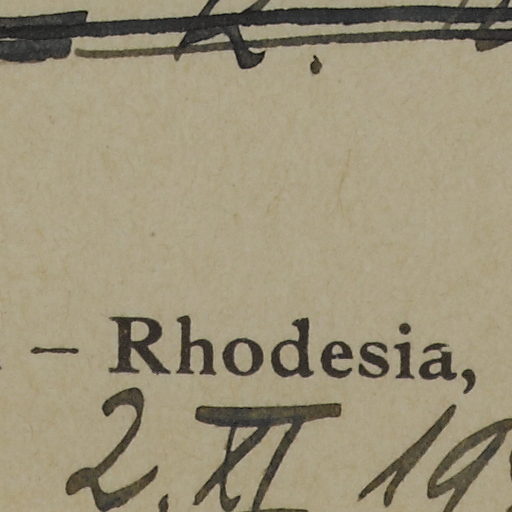 – Rhodesia,
2. XI 19